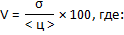 V = σ / < ц > × 100, где: